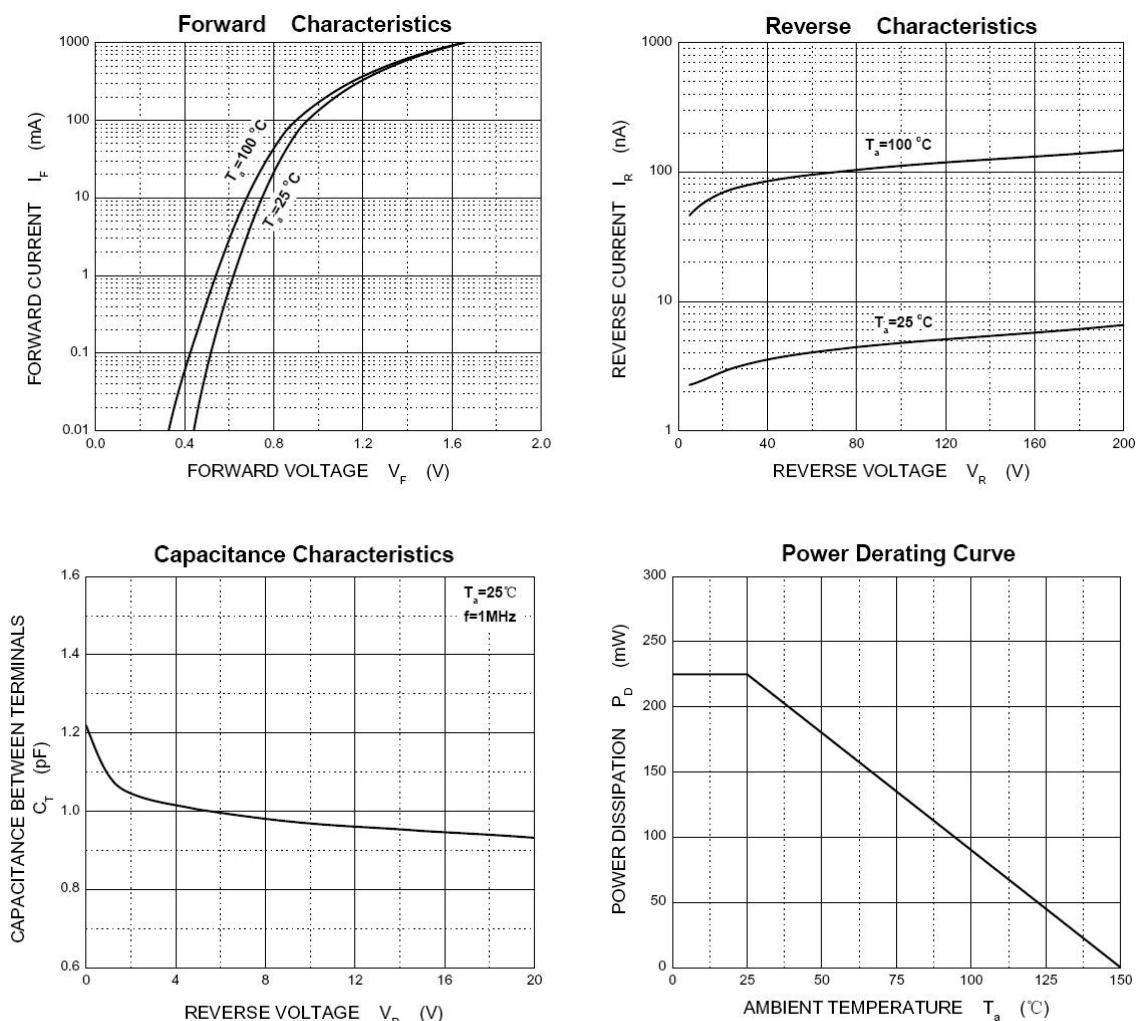 Forward Characteristics
1000
100
10
1
0.1
0.01
0.0
0.4
0.8
1.2
1.6
2.0
FORWARD CURRENT I_F (mA)
T_a=100 °C
T_a=25 °C
FORWARD VOLTAGE V_F (V)
Reverse Characteristics
1000
100
10
1
0
40
80
120
160
200
REVERSE CURRENT I_R (nA)
T_a=100 °C
T_a=25 °C
REVERSE VOLTAGE V_R (V)
Capacitance Characteristics
1.6
1.4
1.2
1.0
0.8
0.6
0
4
8
12
16
20
CAPACITANCE BETWEEN TERMINALS
C_T (pF)
T_a=25℃
f=1MHz
REVERSE VOLTAGE V_R (V)
Power Derating Curve
300
250
200
150
100
50
0
0
25
50
75
100
125
150
POWER DISSIPATION P_D (mW)
AMBIENT TEMPERATURE T_a (℃)